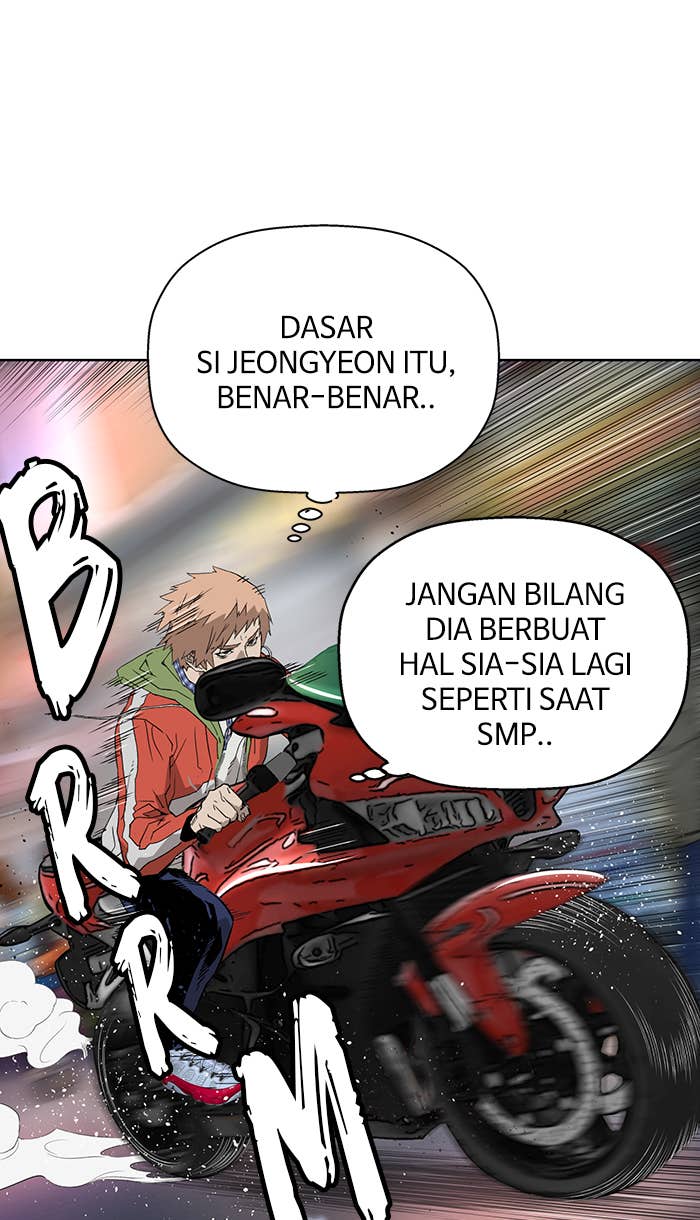 DASAR
SI JEONGYEON ITU,
BENAR-BENAR..
JANGAN BILANG
DIA BERBUAT
HAL SIA-SIA LAGI
SEPERTI SAAT
SMP..
BRRRM